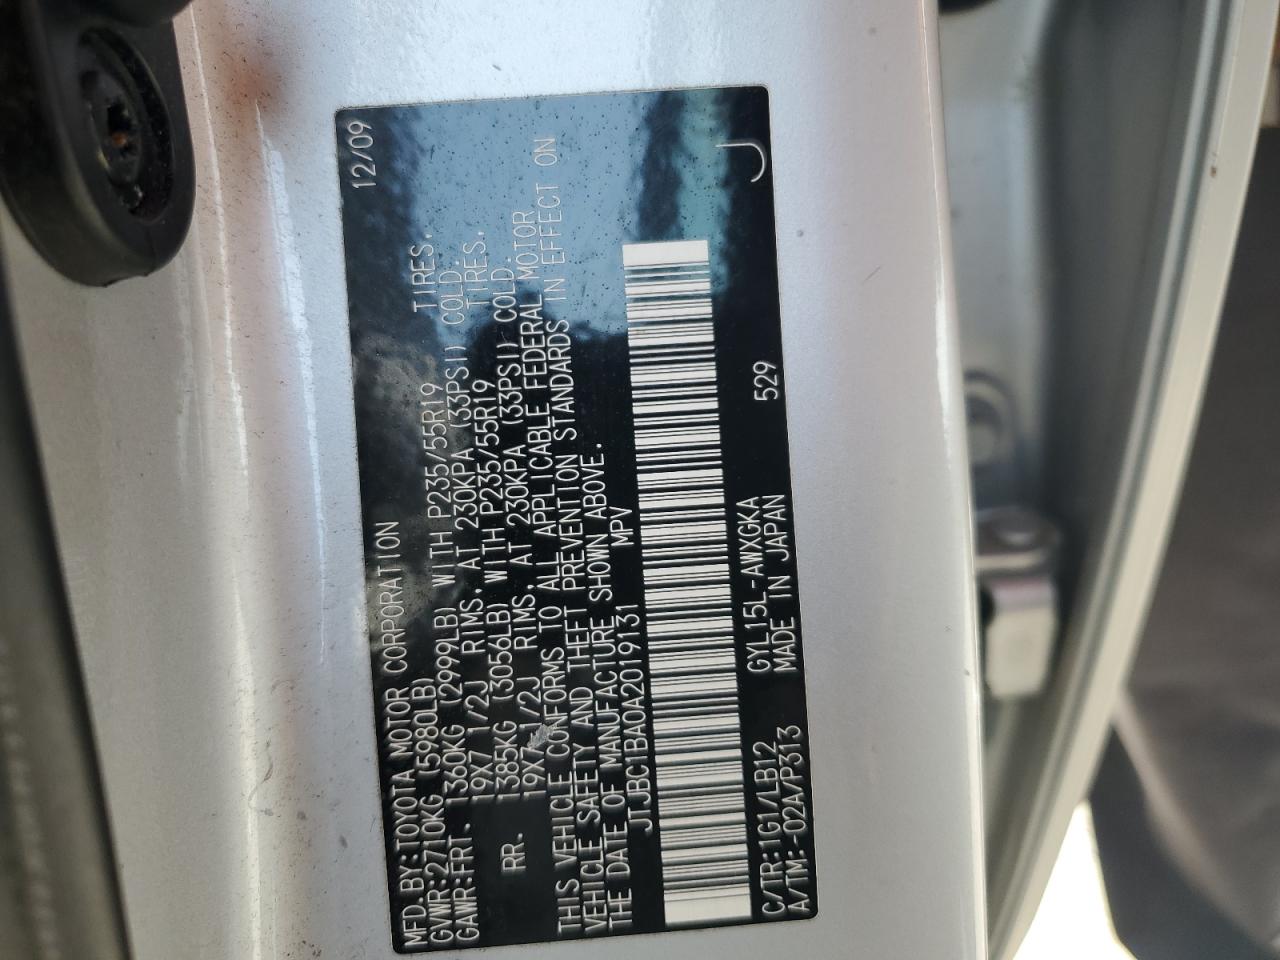 MFD.BY:TOYOTA MOTOR CORPORATION 12/09
GVWR:2710KG (5980LB)
GAWR:FRT. 1360KG (2999LB) WITH P235/55R19 TIRES,
19X7 1/2J RIMS, AT 230KPA (33PSI) COLD.
RR. 1385KG (3056LB) WITH P235/55R19 TIRES,
19X7 1/2J RIMS, AT 230KPA (33PSI) COLD.
THIS VEHICLE CONFORMS TO ALL APPLICABLE FEDERAL MOTOR
VEHICLE SAFETY AND THEFT PREVENTION STANDARDS IN EFFECT ON
THE DATE OF MANUFACTURE SHOWN ABOVE.
JTJBC1BA0A2019131 MPV
C/TR:1G1/LB12 GYL15L-AWXGKA 529 J
A/TM:-02A/P313 MADE IN JAPAN